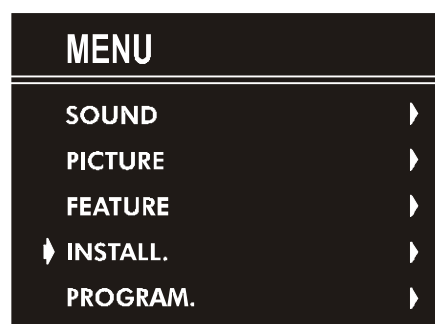 MENU
SOUND
PICTURE
FEATURE
INSTALL.
PROGRAM.